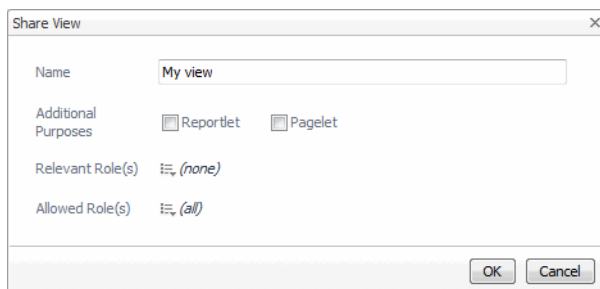 Share View
Name My view
Additional Purposes Reportlet Pagelet
Relevant Role(s) (none)
Allowed Role(s) (all)
OK Cancel